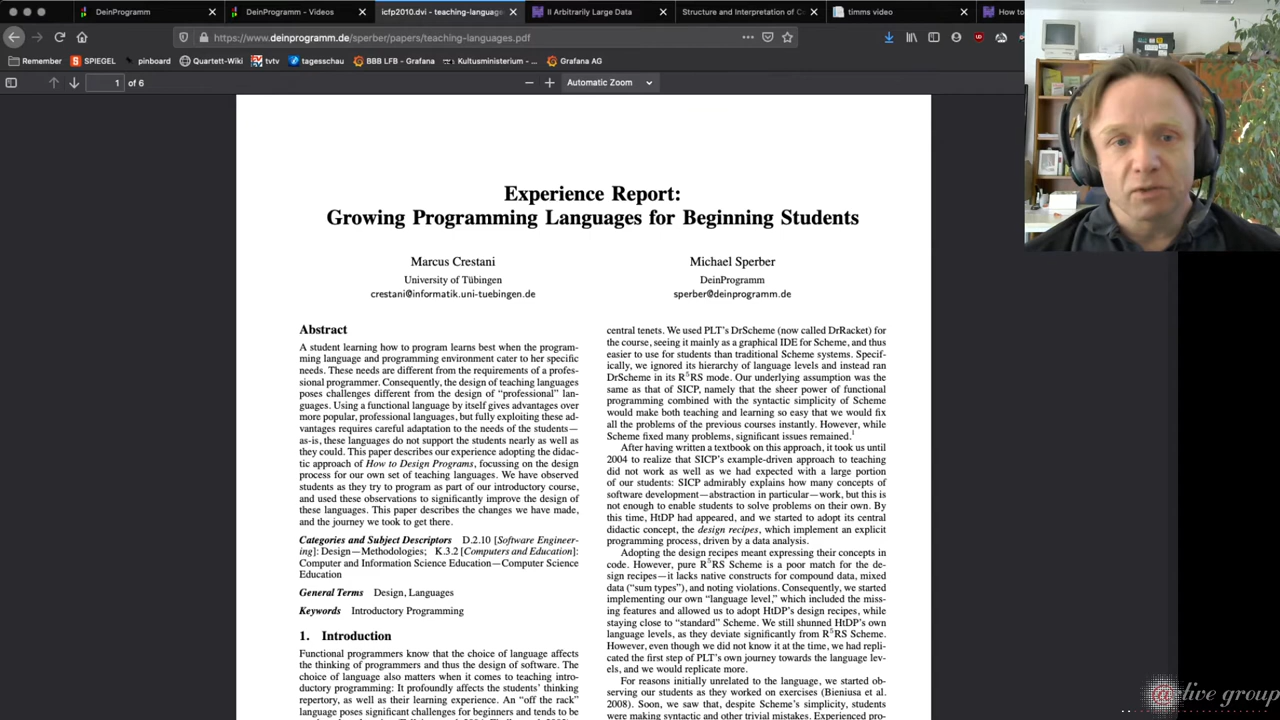 DeinProgramm
DeinProgramm - Videos
icfp2010.dvi - teaching-language
II Arbitrarily Large Data
Structure and Interpretation of C
timms video
How to
https://www.deinprogramm.de/sperber/papers/teaching-languages.pdf
Remember
SPIEGEL
pinboard
Quartett-Wiki
tvtv
tagesschau
BBB LFB - Grafana
Kultusministerium -
Grafana AG
1 of 6
Automatic Zoom
Experience Report:
Growing Programming Languages for Beginning Students
Marcus Crestani
University of Tübingen
crestani@informatik.uni-tuebingen.de
Michael Sperber
DeinProgramm
sperber@deinprogramm.de
Abstract
A student learning how to program learns best when the program-
ming language and programming environment cater to her specific
needs. These needs are different from the requirements of a profes-
sional programmer. Consequently, the design of teaching languages
poses challenges different from the design of “professional” lan-
guages. Using a functional language by itself gives advantages over
more popular, professional languages, but fully exploiting these ad-
vantages requires careful adaptation to the needs of the students—
as-is, these languages do not support the students nearly as well as
they could. This paper describes our experience adopting the didac-
tic approach of How to Design Programs, focussing on the design
process for our own set of teaching languages. We have observed
students as they try to program as part of our introductory course,
and used these observations to significantly improve the design of
these languages. This paper describes the changes we have made,
and the journey we took to get there.
Categories and Subject Descriptors D.2.10 [Software Engineer-
ing]: Design—Methodologies; K.3.2 [Computers and Education]:
Computer and Information Science Education—Computer Science
Education
General Terms Design, Languages
Keywords Introductory Programming
1. Introduction
Functional programmers know that the choice of language affects
the thinking of programmers and thus the design of software. The
choice of language also matters when it comes to teaching intro-
ductory programming: It profoundly affects the students’ thinking
repertory, as well as their learning experience. An “off the rack”
language poses significant challenges for beginners and tends to be
central tenets. We used PLT’s DrScheme (now called DrRacket) for
the course, seeing it mainly as a graphical IDE for Scheme, and thus
easier to use for students than traditional Scheme systems. Specif-
ically, we ignored its hierarchy of language levels and instead ran
DrScheme in its R5RS mode. Our underlying assumption was the
same as that of SICP, namely that the sheer power of functional
programming combined with the syntactic simplicity of Scheme
would make both teaching and learning so easy that we would fix
all the problems of the previous courses instantly. However, while
Scheme fixed many problems, significant issues remained.1
After having written a textbook on this approach, it took us until
2004 to realize that SICP’s example-driven approach to teaching
did not work as well as we had expected with a large portion
of our students: SICP admirably explains how many concepts of
software development—abstraction in particular—work, but this is
not enough to enable students to solve problems on their own. By
this time, HtDP had appeared, and we started to adopt its central
didactic concept, the design recipes, which implement an explicit
programming process, driven by a data analysis.
Adopting the design recipes meant expressing their concepts in
code. However, pure R5RS Scheme is a poor match for the de-
sign recipes—it lacks native constructs for compound data, mixed
data (“sum types”), and noting violations. Consequently, we started
implementing our own “language level,” which included the miss-
ing features and allowed us to adopt HtDP’s design recipes, while
staying close to “standard” Scheme. We still shunned HtDP’s own
language levels, as they deviate significantly from R5RS Scheme.
However, even though we did not know it at the time, we had repli-
cated the first step of PLT’s own journey towards the language lev-
els, and we would replicate more.
For reasons initially unrelated to the language, we started ob-
serving our students as they worked on exercises (Bieniusa et al.
2008). Soon, we saw that, despite Scheme’s simplicity, students
were making syntactic and other trivial mistakes. Experienced pro-
live group